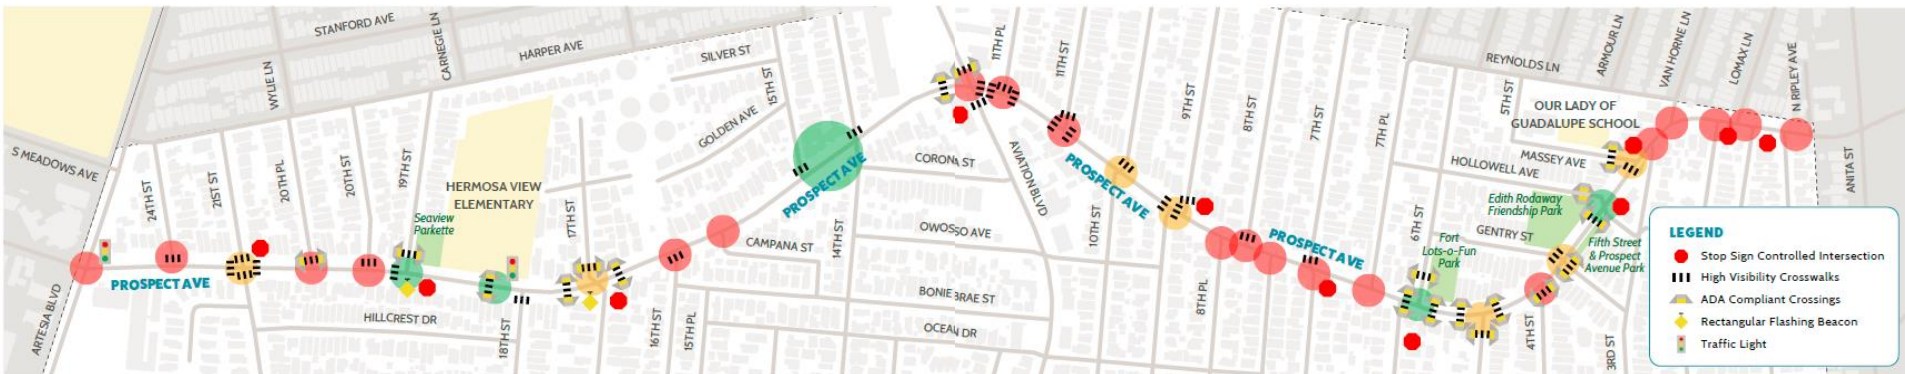 STANFORD AVE
CARNEGIE LN
HARPER AVE
WYLIE LN
SILVER ST
15TH ST
GOLDEN AVE
S MEADOWS AVE
24TH ST
21ST ST
20TH PL
20TH ST
19TH ST
HERMOSA VIEW
ELEMENTARY
Seaview
Parkette
17TH ST
PROSPECT AVE
ARTESIA BLVD
HILLCREST DR
18TH ST
16TH ST
15TH PL
PROSPECT AVE
CAMPANA ST
14TH ST
CORONA ST
OWOSSO AVE
BONIE BRAE ST
OCEAN DR
AVIATION BLVD
11TH PL
11TH ST
PROSPECT AVE
10TH ST
9TH ST
8TH ST
8TH PL
7TH ST
7TH PL
PROSPECT AVE
6TH ST
Fort
Lots-o-Fun
Park
REYNOLDS LN
5TH ST
ARMOUR LN
VAN HORNE LN
LOMAX LN
N RIPLEY AVE
OUR LADY OF
GUADALUPE SCHOOL
MASSEY AVE
HOLLOWELL AVE
Edith Rodaway
Friendship Park
GENTRY ST
Fifth Street
& Prospect
Avenue Park
4TH ST
3RD ST
ANITA ST
LEGEND
Stop Sign Controlled Intersection
High Visibility Crosswalks
ADA Compliant Crossings
Rectangular Flashing Beacon
Traffic Light